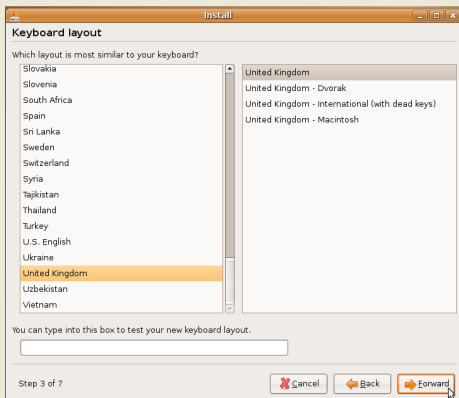 Install
Keyboard layout
Which layout is most similar to your keyboard?
Slovakia
Slovenia
South Africa
Spain
Sri Lanka
Sweden
Switzerland
Syria
Tajikistan
Thailand
Turkey
U.S. English
Ukraine
United Kingdom
Uzbekistan
Vietnam
United Kingdom
United Kingdom - Dvorak
United Kingdom - International (with dead keys)
United Kingdom - Macintosh
You can type into this box to test your new keyboard layout.
Step 3 of 7
Cancel
Back
Forward